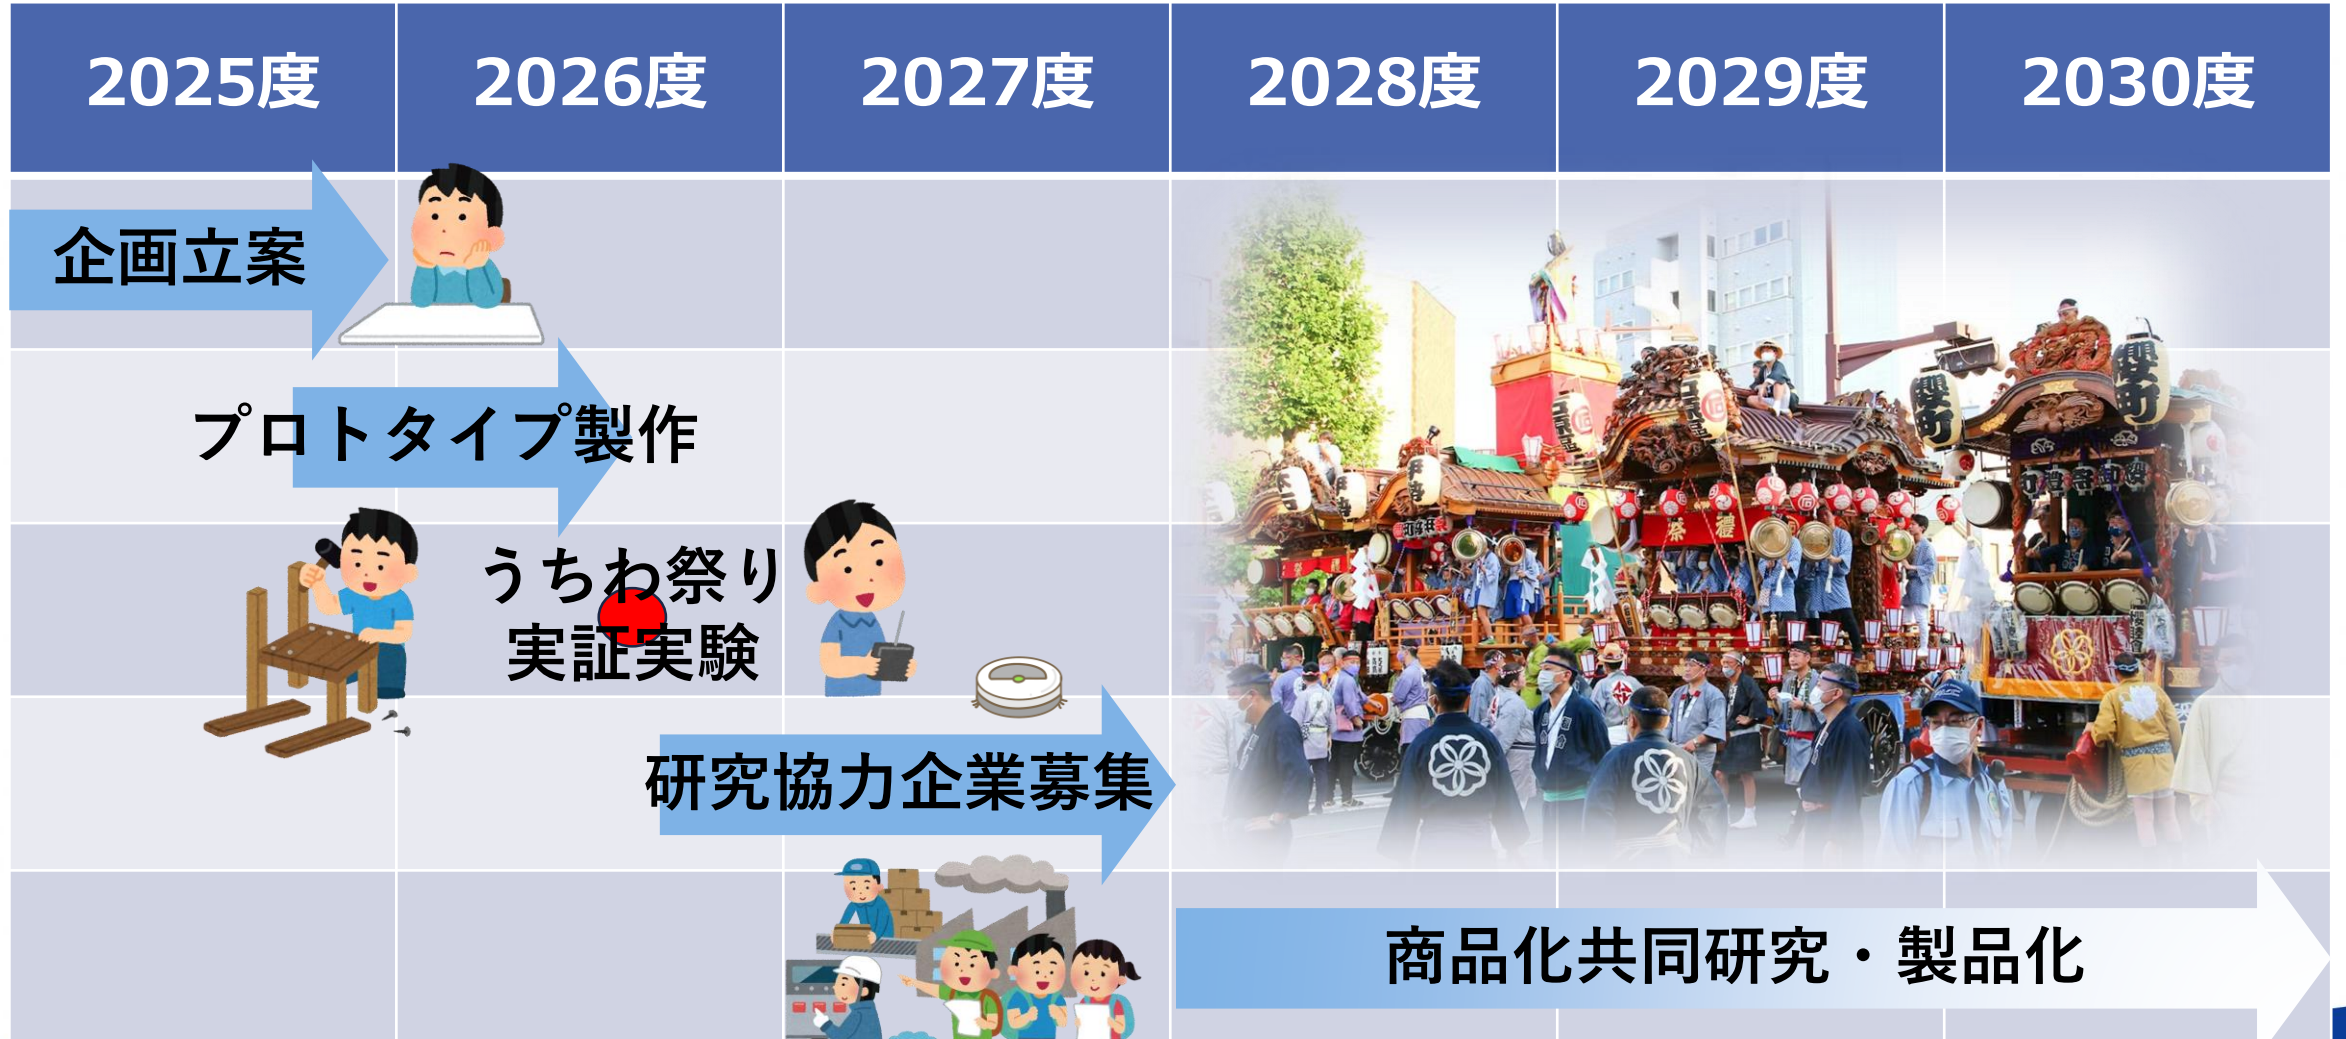 2025度
2026度
2027度
2028度
2029度
2030度
企画立案
プロトタイプ製作
うちわ祭り
実証実験
研究協力企業募集
商品化共同研究・製品化
祭禮